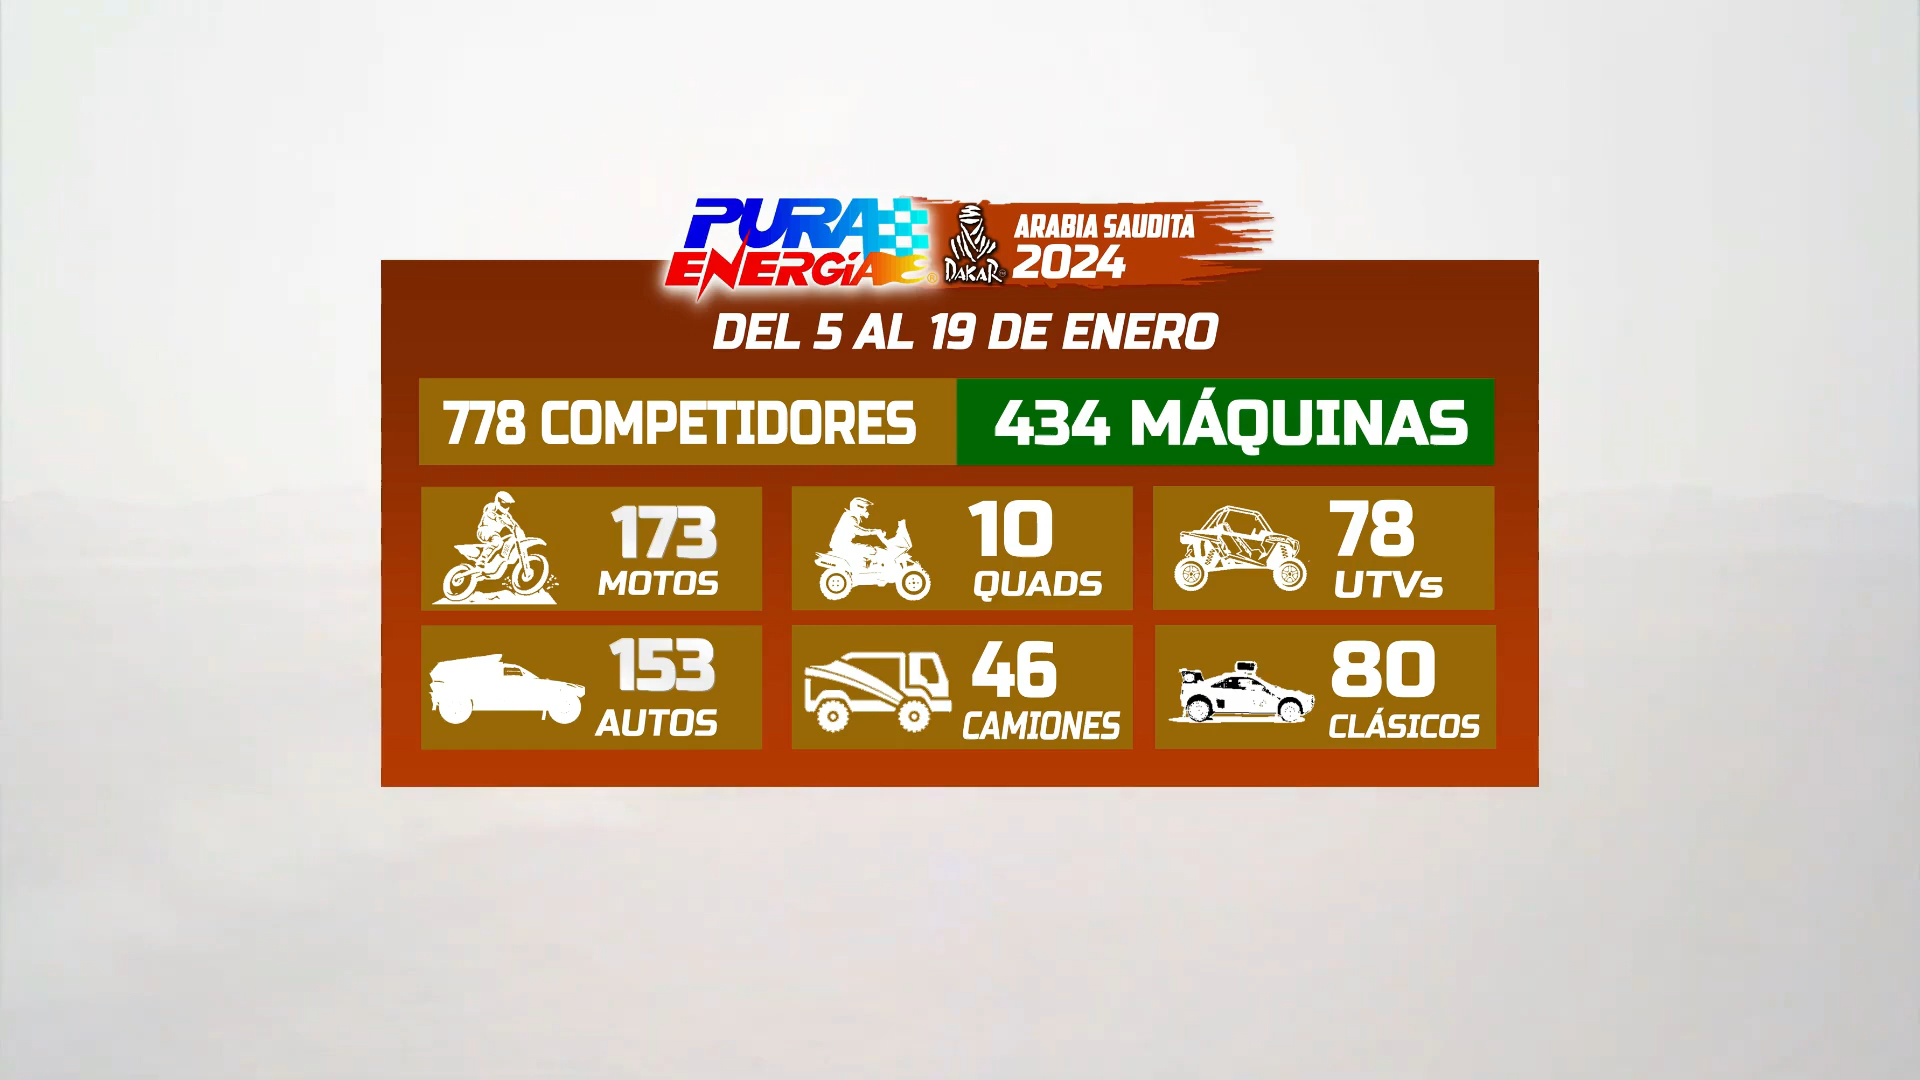 PURA
ENERGÍA
®
DAKAR
ARABIA SAUDITA
2024
DEL 5 AL 19 DE ENERO
778 COMPETIDORES
434 MÁQUINAS
173
MOTOS
10
QUADS
78
UTVs
153
AUTOS
46
CAMIONES
80
CLÁSICOS